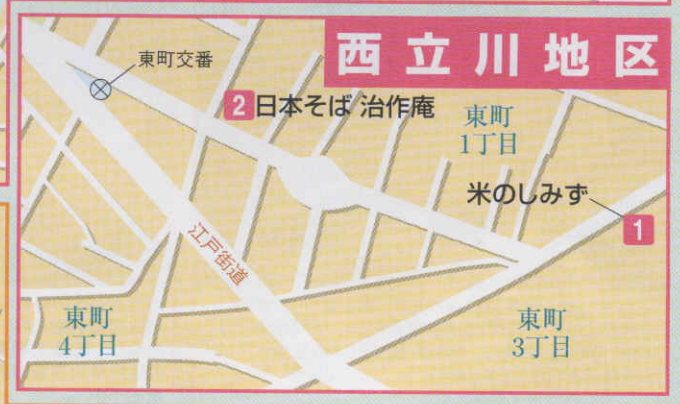 西立川地区
東町交番
2 日本そば 治作庵
東町
1丁目
米のしみず
1
江戸街道
東町
4丁目
東町
3丁目